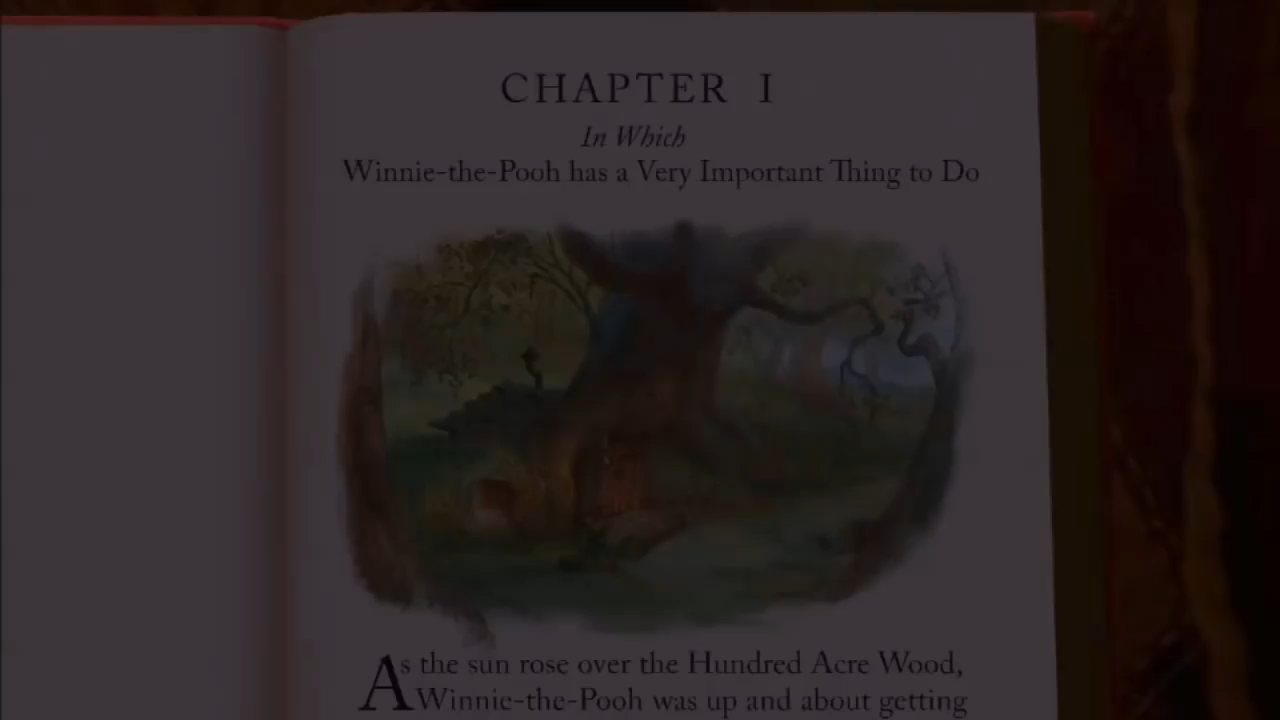 CHAPTER I
In Which
Winnie-the-Pooh has a Very Important Thing to Do
As the sun rose over the Hundred Acre Wood,
Winnie-the-Pooh was up and about getting